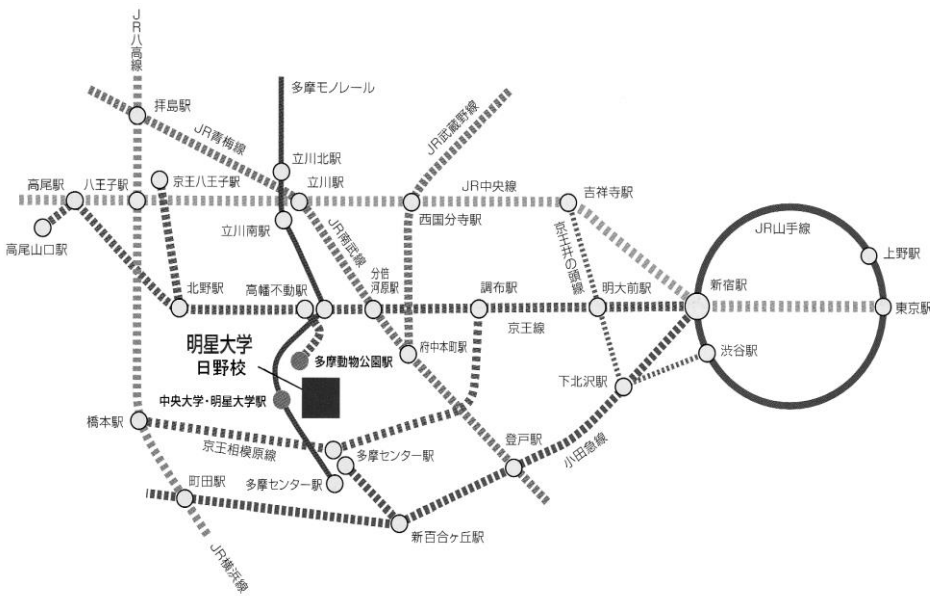 JR八高線
多摩モノレール
拝島駅
JR青梅線
JR武蔵野線
立川北駅
高尾駅
八王子駅
京王八王子駅
立川駅
JR中央線
吉祥寺駅
高尾山口駅
立川南駅
JR南武線
西国分寺駅
京王井の頭線
JR山手線
上野駅
北野駅
高幡不動駅
分倍
河原駅
調布駅
明大前駅
新宿駅
東京駅
京王線
明星大学
日野校
多摩動物公園駅
府中本町駅
渋谷駅
下北沢駅
中央大学・明星大学駅
橋本駅
京王相模原線
多摩センター駅
登戸駅
小田急線
町田駅
多摩センター駅
新百合ヶ丘駅
JR横浜線